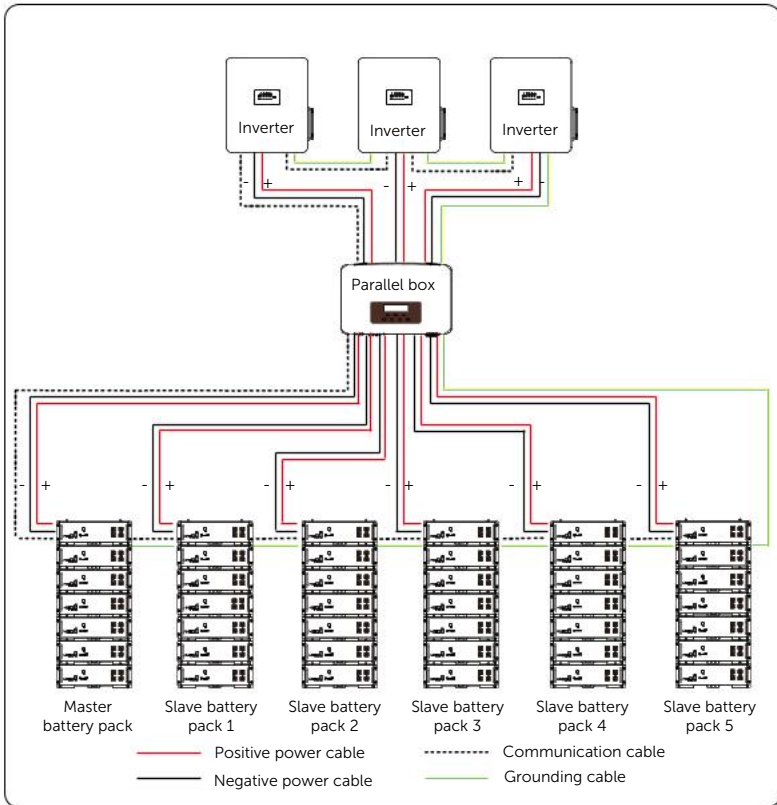 Inverter
Inverter
Inverter
- +
- +
+ -
Parallel box
- +
- +
- +
- +
- +
- +
Master
battery pack
Slave battery
pack 1
Slave battery
pack 2
Slave battery
pack 3
Slave battery
pack 4
Slave battery
pack 5
Positive power cable
Communication cable
Negative power cable
Grounding cable